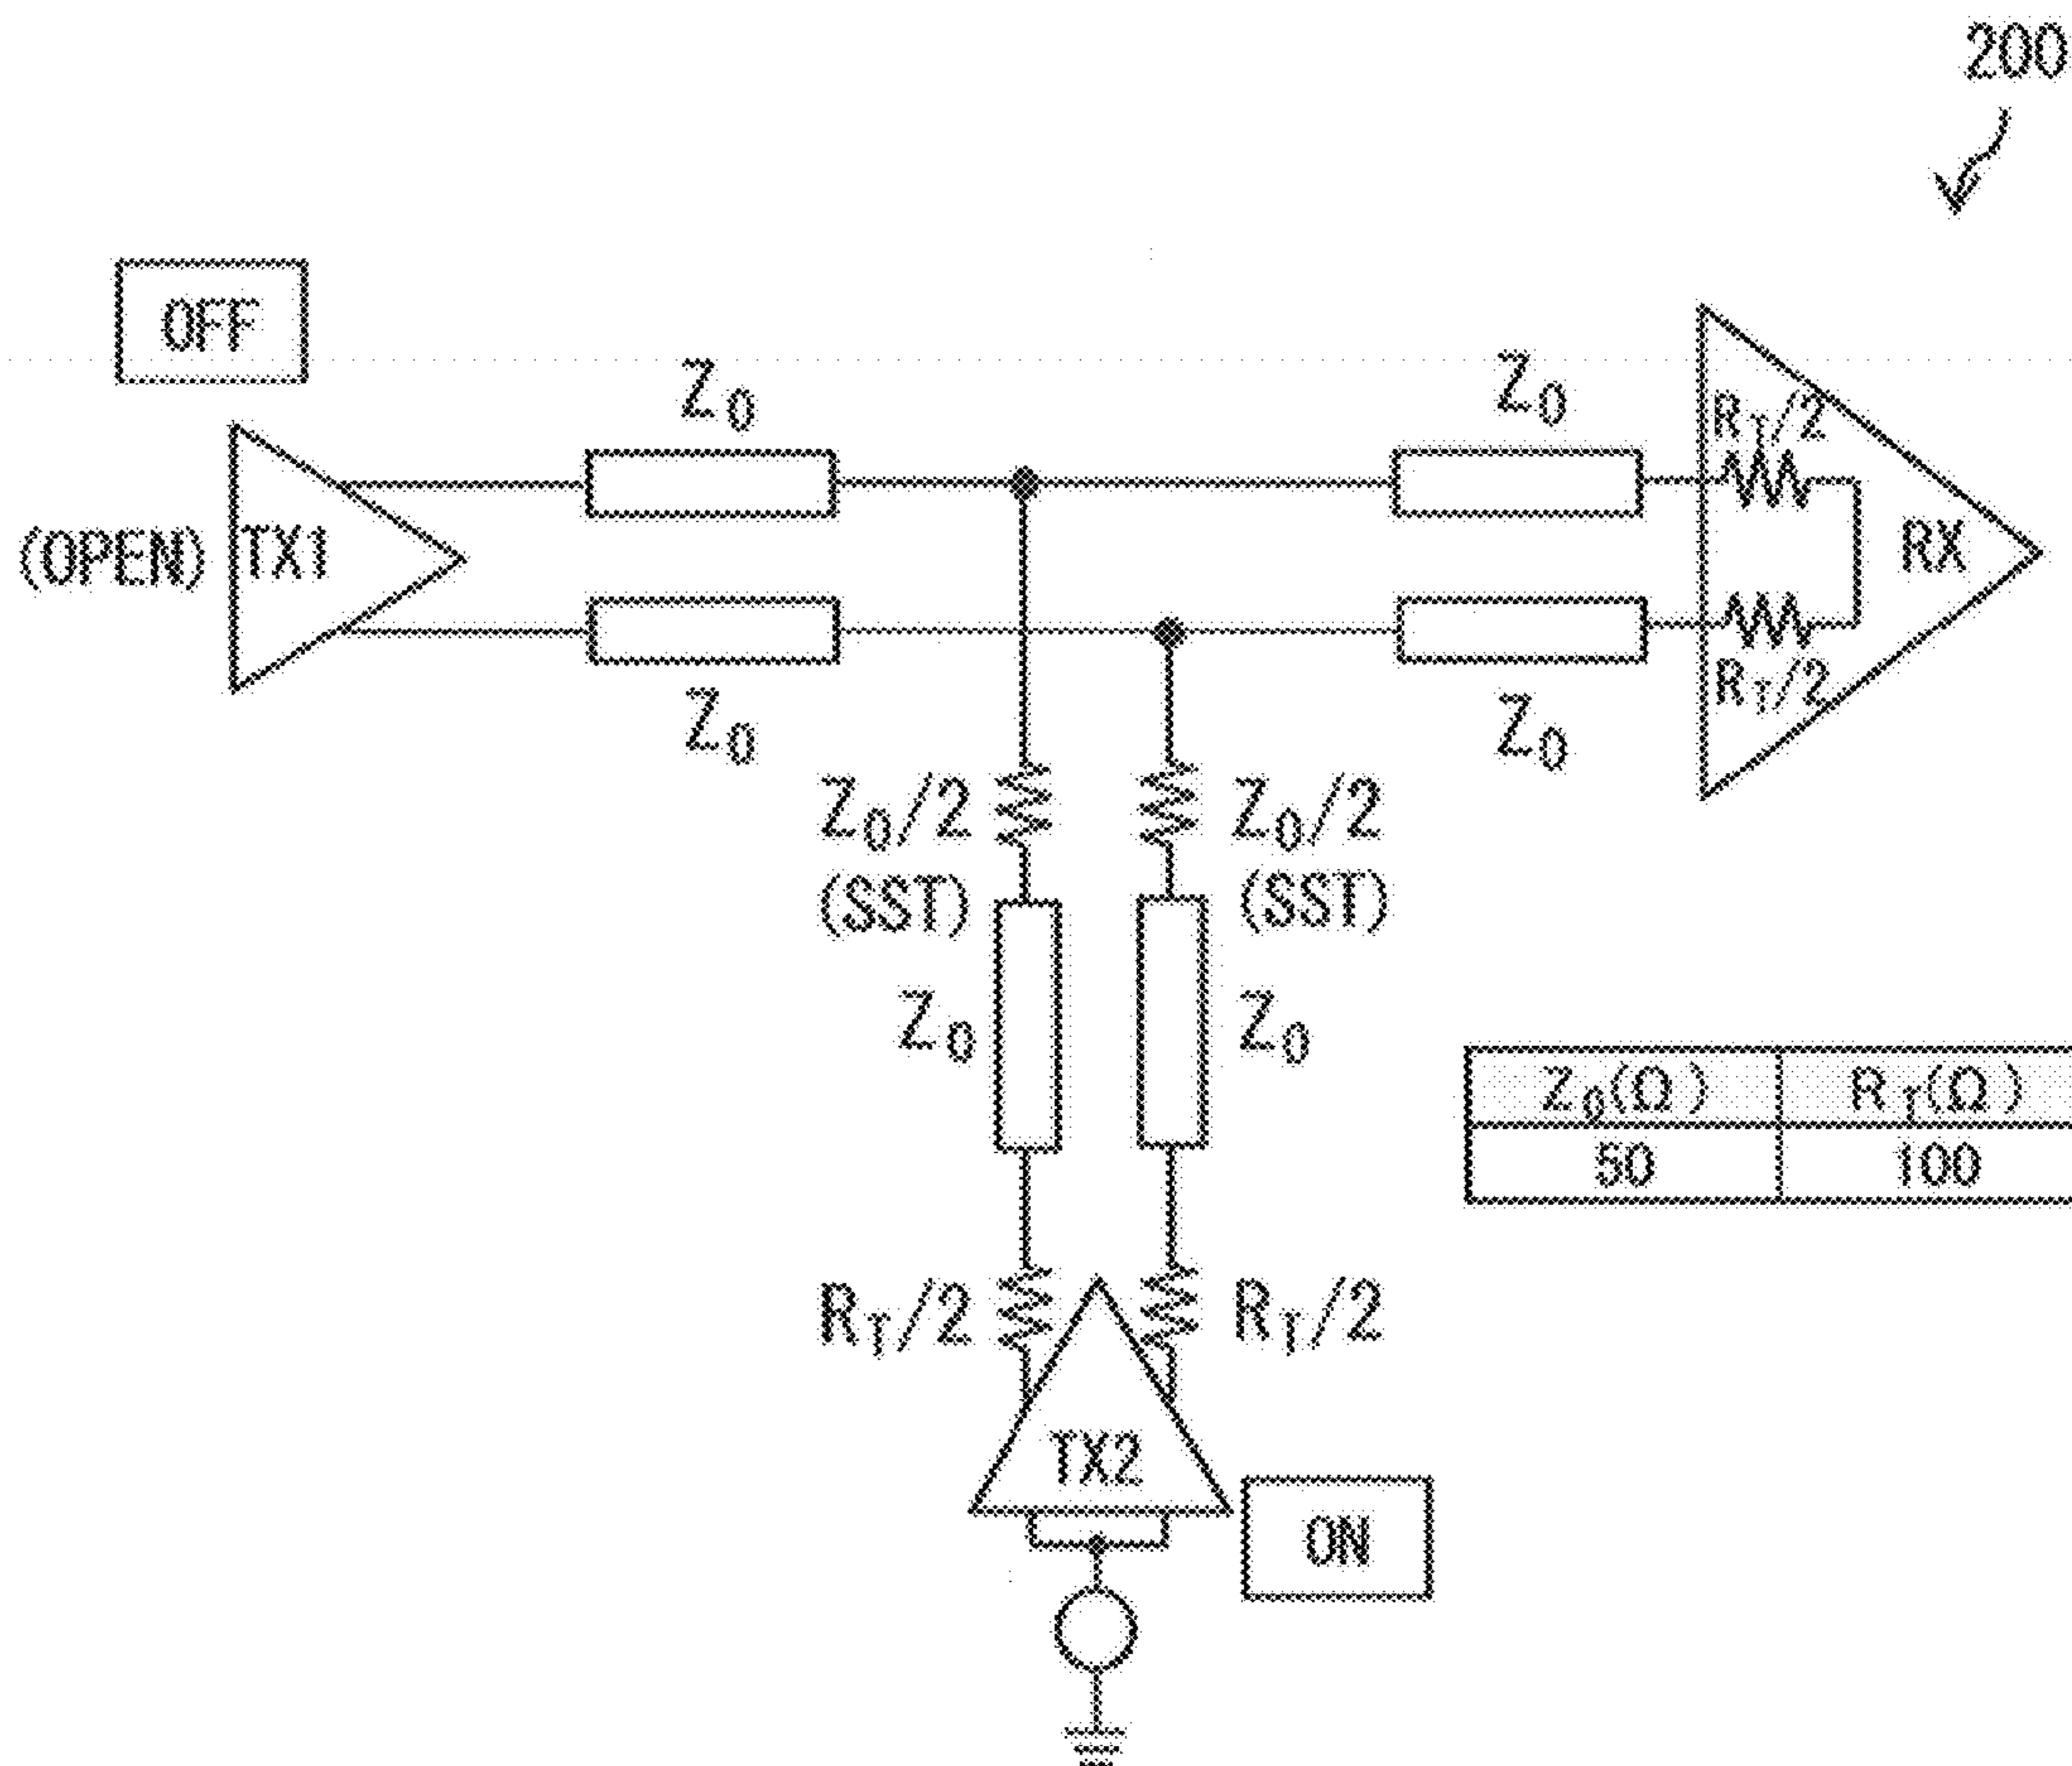 200
OFF
Z0
Z0
RT/2
(OPEN)
TX1
RX
RT/2
Z0
Z0
Z0/2
Z0/2
(SST)
(SST)
Z0
Z0
Z0(Ω)
RT(Ω)
50
100
RT/2
RT/2
TX2
ON